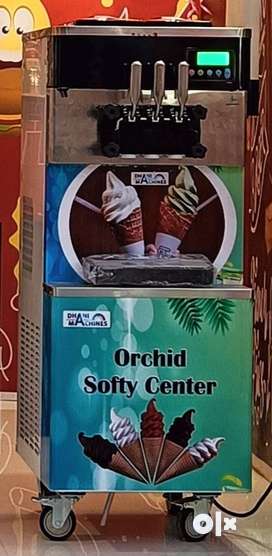 DHANI
MACHINES
DHANI
MACHINES
Orchid
Softy Center
olx